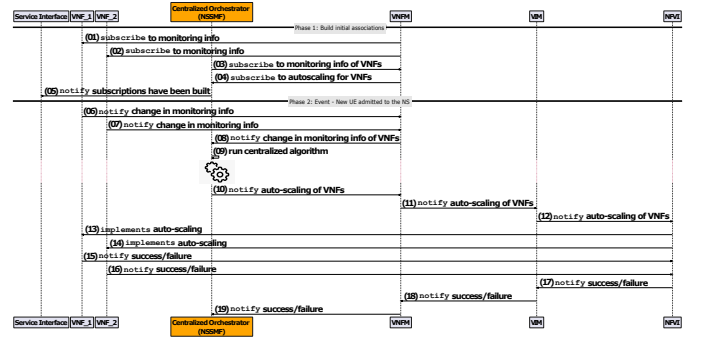 Service Interface VNF_1 VNF_2 Centralized Orchestrator (NSSMF) VNFM VIM NFVI
Phase 1: Build initial associations
(01) subscribe to monitoring info
(02) subscribe to monitoring info
(03) subscribe to monitoring info of VNFs
(04) subscribe to autoscaling for VNFs
(05) notify subscriptions have been built
Phase 2: Event - New UE admitted to the NS
(06) notify change in monitoring info
(07) notify change in monitoring info
(08) notify change in monitoring info of VNFs
(09) run centralized algorithm
(10) notify auto-scaling of VNFs
(11) notify auto-scaling of VNFs
(12) notify auto-scaling of VNFs
(13) implements auto-scaling
(14) implements auto-scaling
(15) notify success/failure
(16) notify success/failure
(17) notify success/failure
(18) notify success/failure
(19) notify success/failure
Service Interface VNF_1 VNF_2 Centralized Orchestrator (NSSMF) VNFM VIM NFVI